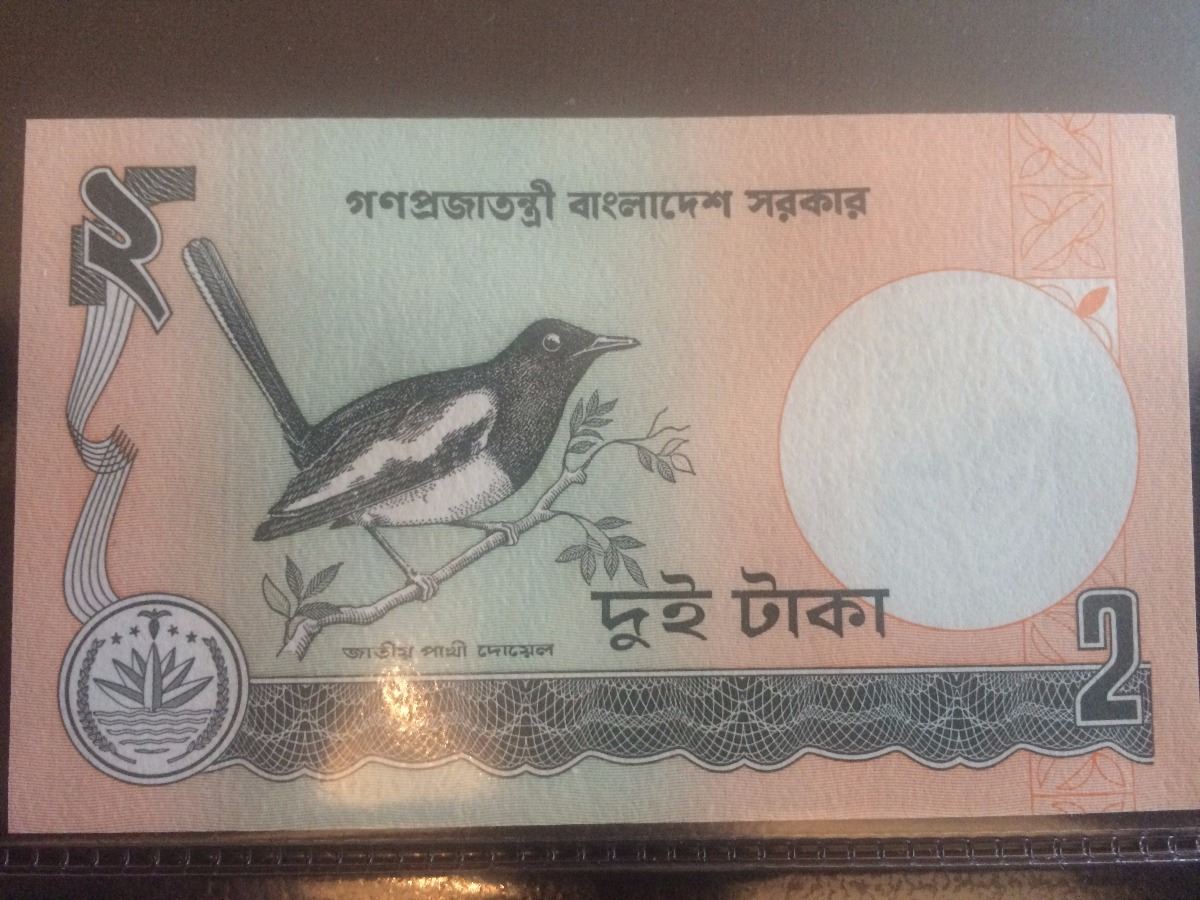 ২
গণপ্রজাতন্ত্রী বাংলাদেশ সরকার
দুই টাকা
জাতীয় পাখী দোয়েল
2